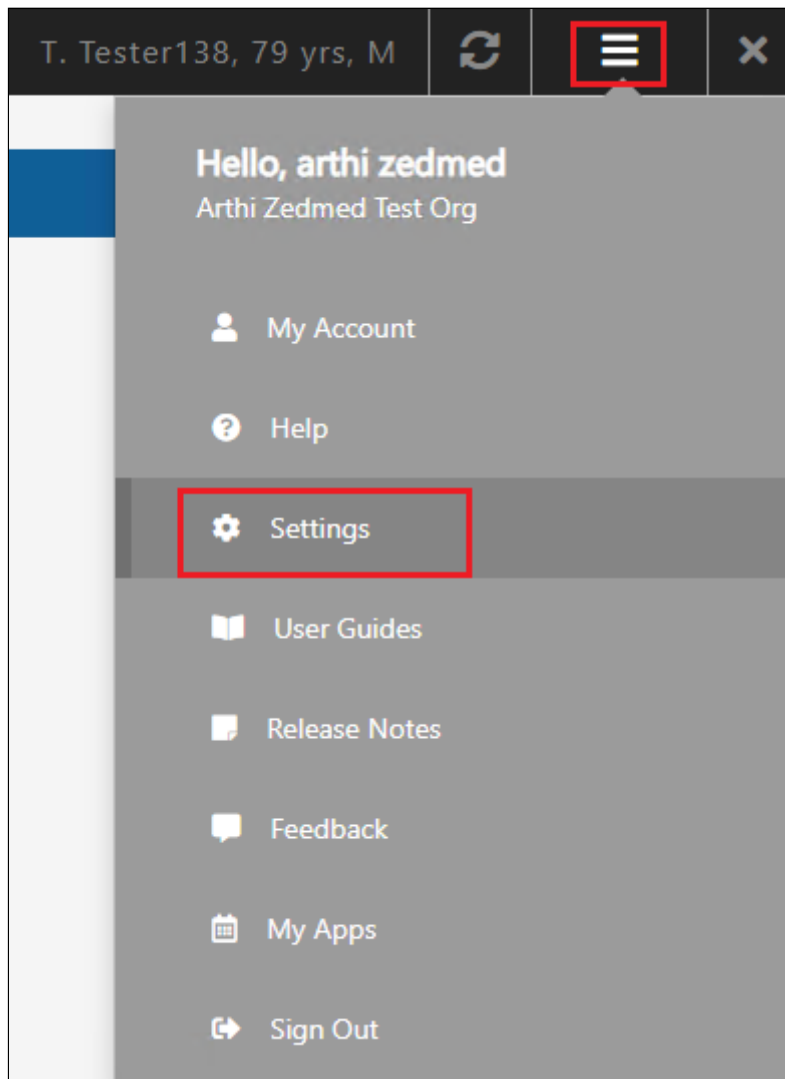 T. Tester138, 79 yrs, M
Hello, arthi zedmed
Arthi Zedmed Test Org
My Account
Help
Settings
User Guides
Release Notes
Feedback
My Apps
Sign Out